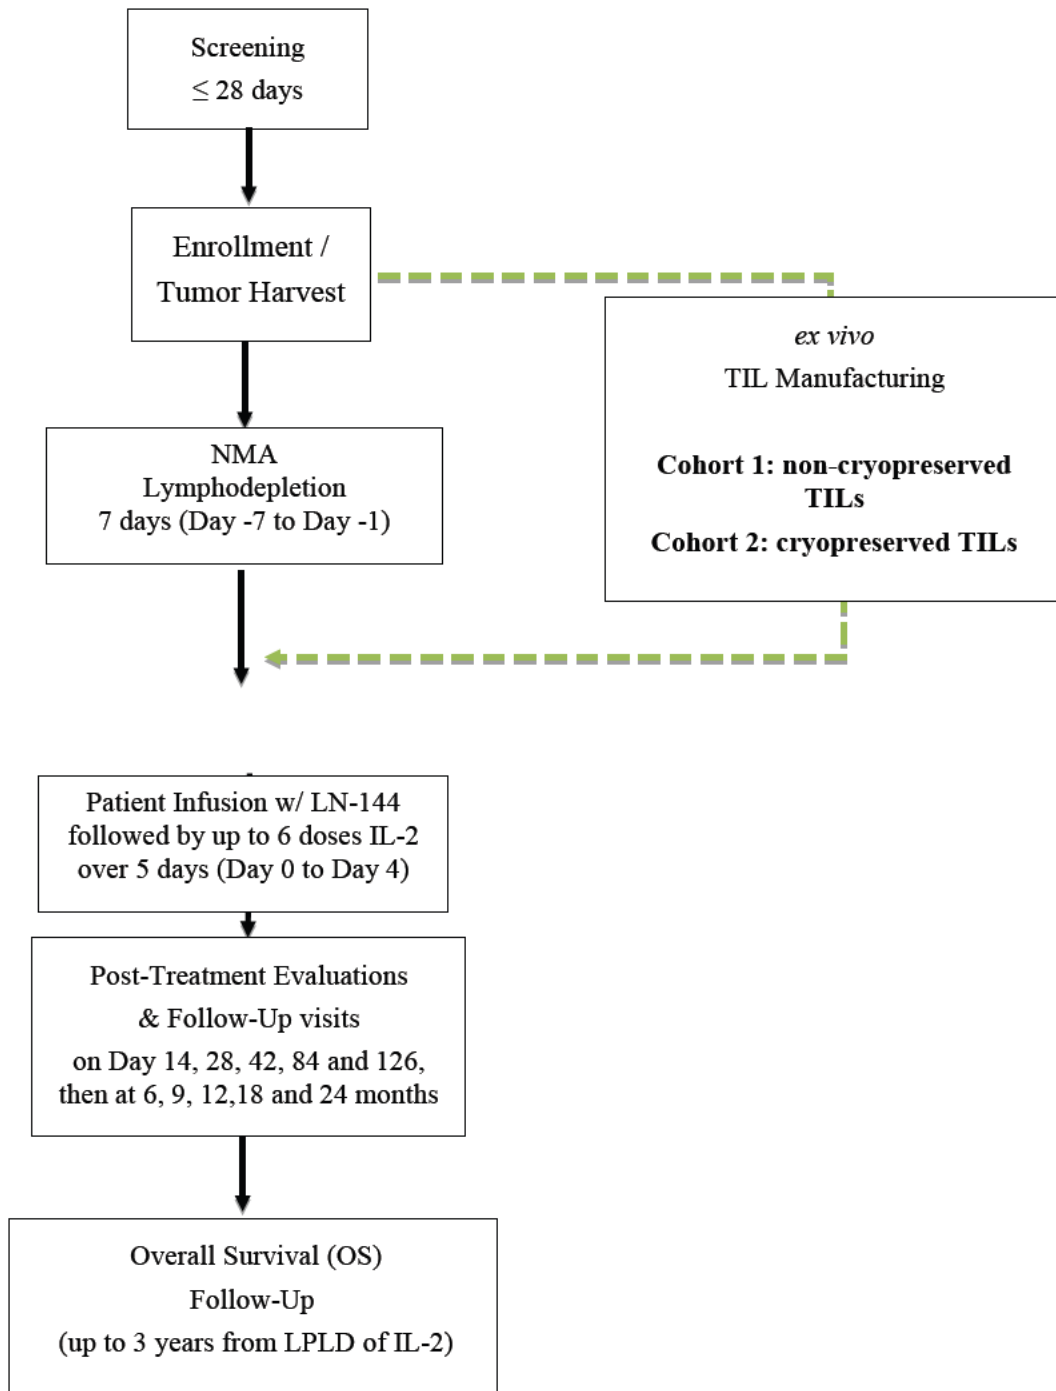 Screening
≤ 28 days
Enrollment /
Tumor Harvest
ex vivo
TIL Manufacturing
Cohort 1: non-cryopreserved
TILs
Cohort 2: cryopreserved TILs
NMA
Lymphodepletion
7 days (Day -7 to Day -1)
Patient Infusion w/ LN-144
followed by up to 6 doses IL-2
over 5 days (Day 0 to Day 4)
Post-Treatment Evaluations
& Follow-Up visits
on Day 14, 28, 42, 84 and 126,
then at 6, 9, 12,18 and 24 months
Overall Survival (OS)
Follow-Up
(up to 3 years from LPLD of IL-2)